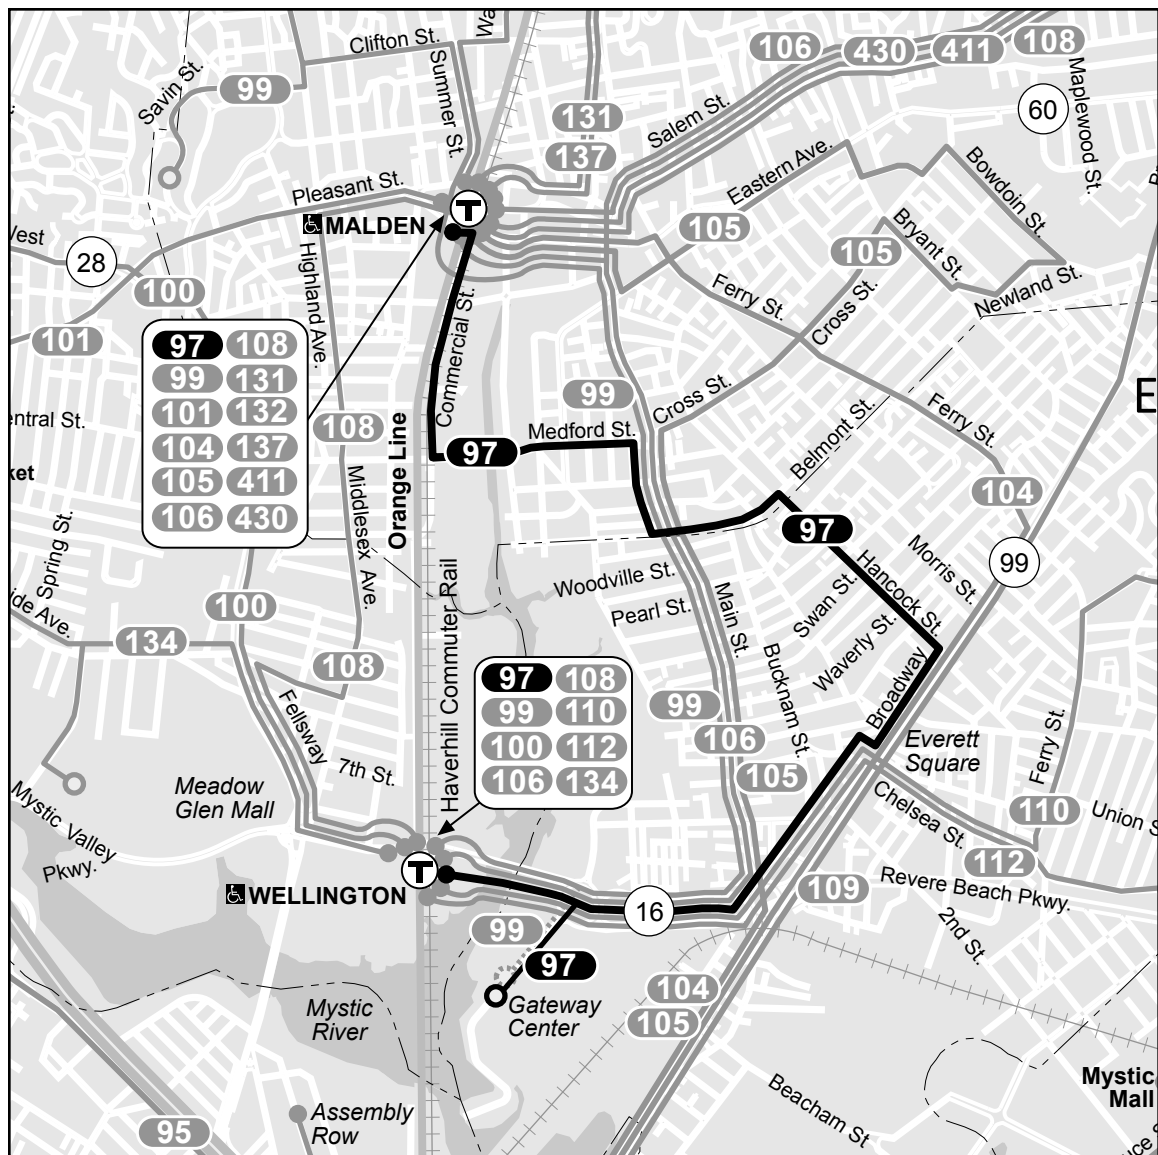 Clifton St.
Wa
Summer St.
Savin St.
99
106
430
411
108
60
Maplewood St.
131
137
Salem St.
Eastern Ave.
Bowdoin St.
Pleasant St.
T
MALDEN
105
105
Bryant St.
Newland St.
West
28
100
101
Highland Ave.
Commercial St.
Ferry St.
Cross St.
97 108
99 131
101 132
104 137
105 411
106 430
108
99
Cross St.
Medford St.
97
Belmont St.
Ferry St.
E
entral St.
ket
Orange Line
Middlesex Ave.
104
97
99
Spring St.
ide Ave.
100
134
108
Haverhill Commuter Rail
Woodville St.
Pearl St.
Main St.
Swan St.
Hancock St.
Morris St.
Waverly St.
Bucknam St.
Broadway
97 108
99 110
100 112
106 134
99
106
105
Everett
Square
Ferry St.
Fellsway
7th St.
Meadow
Glen Mall
Mystic Valley
Pkwy.
Chelsea St.
110
Union S
112
109
Revere Beach Pkwy.
2nd St.
T
WELLINGTON
16
99
97
Gateway
Center
104
105
Mystic
River
Assembly
Row
95
Beacham St
Mystic
Mall